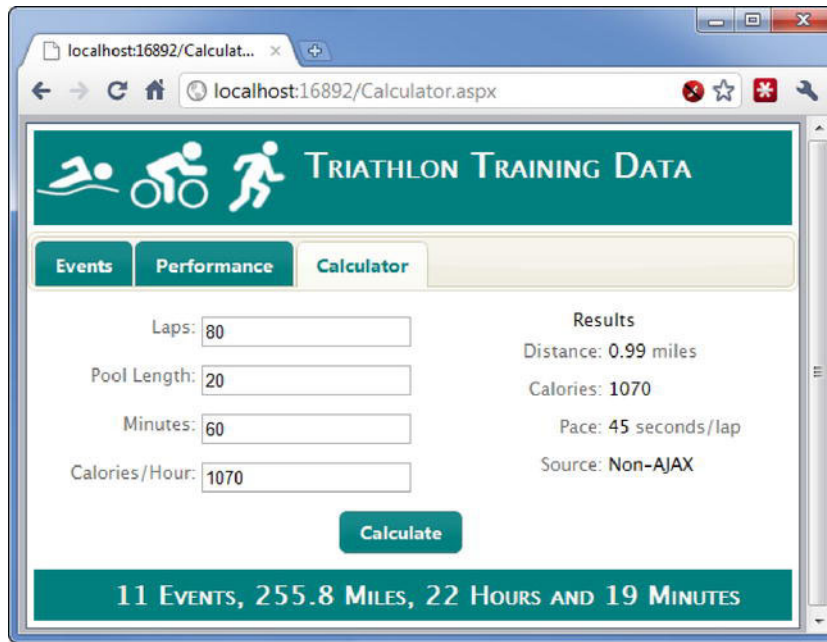 localhost:16892/Calculat...
localhost:16892/Calculator.aspx
TRIATHLON TRAINING DATA
Events Performance Calculator
Laps: 80
Pool Length: 20
Minutes: 60
Calories/Hour: 1070
Results
Distance: 0.99 miles
Calories: 1070
Pace: 45 seconds/lap
Source: Non-AJAX
Calculate
11 EVENTS, 255.8 MILES, 22 HOURS AND 19 MINUTES